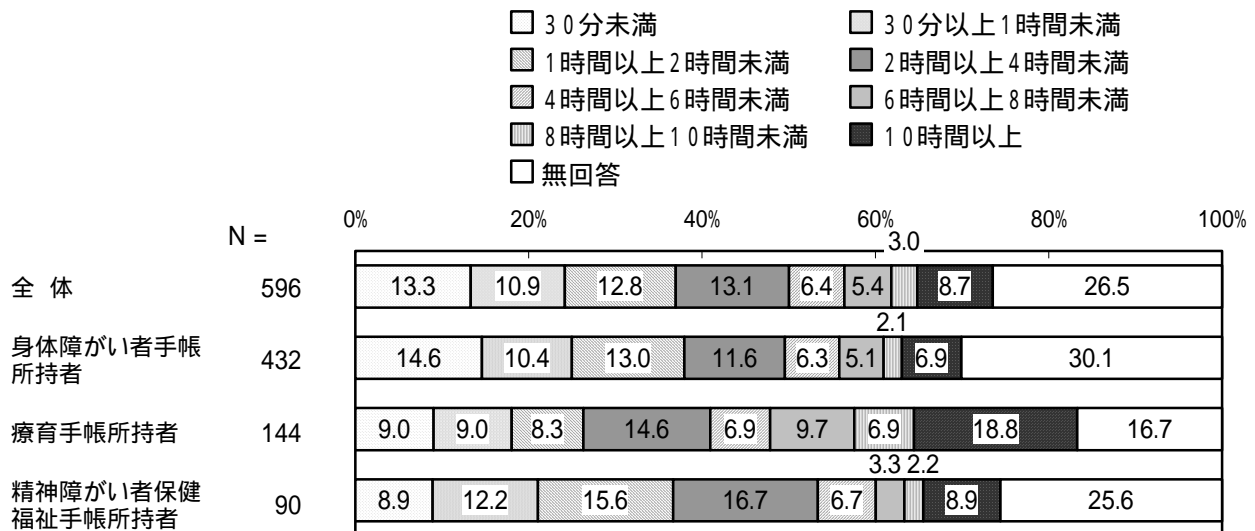 30分未満 30分以上1時間未満
1時間以上2時間未満 2時間以上4時間未満
4時間以上6時間未満 6時間以上8時間未満
8時間以上10時間未満 10時間以上
無回答
0% 20% 40% 60% 80% 100%
N =
3.0
全 体 596 13.3 10.9 12.8 13.1 6.4 5.4 8.7 26.5
2.1
身体障がい者手帳
所持者 432 14.6 10.4 13.0 11.6 6.3 5.1 6.9 30.1
療育手帳所持者 144 9.0 9.0 8.3 14.6 6.9 9.7 6.9 18.8 16.7
3.3 2.2
精神障がい者保健
福祉手帳所持者 90 8.9 12.2 15.6 16.7 6.7 8.9 25.6